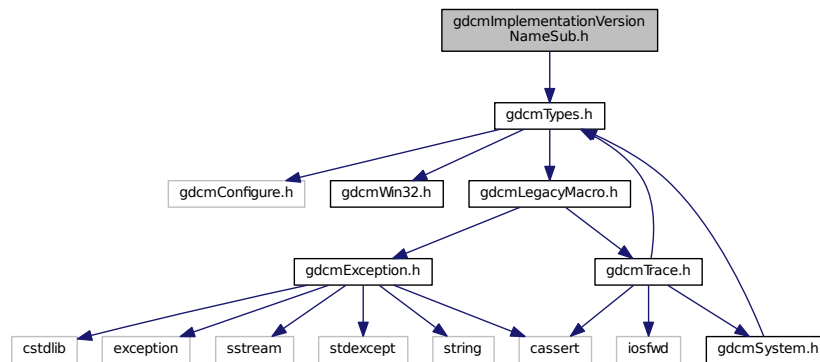 gdcmImplementationVersion
NameSub.h
gdcmTypes.h
gdcmConfigure.h
gdcmWin32.h
gdcmLegacyMacro.h
gdcmException.h
gdcmTrace.h
cstdlib
exception
sstream
stdexcept
string
cassert
iosfwd
gdcmSystem.h